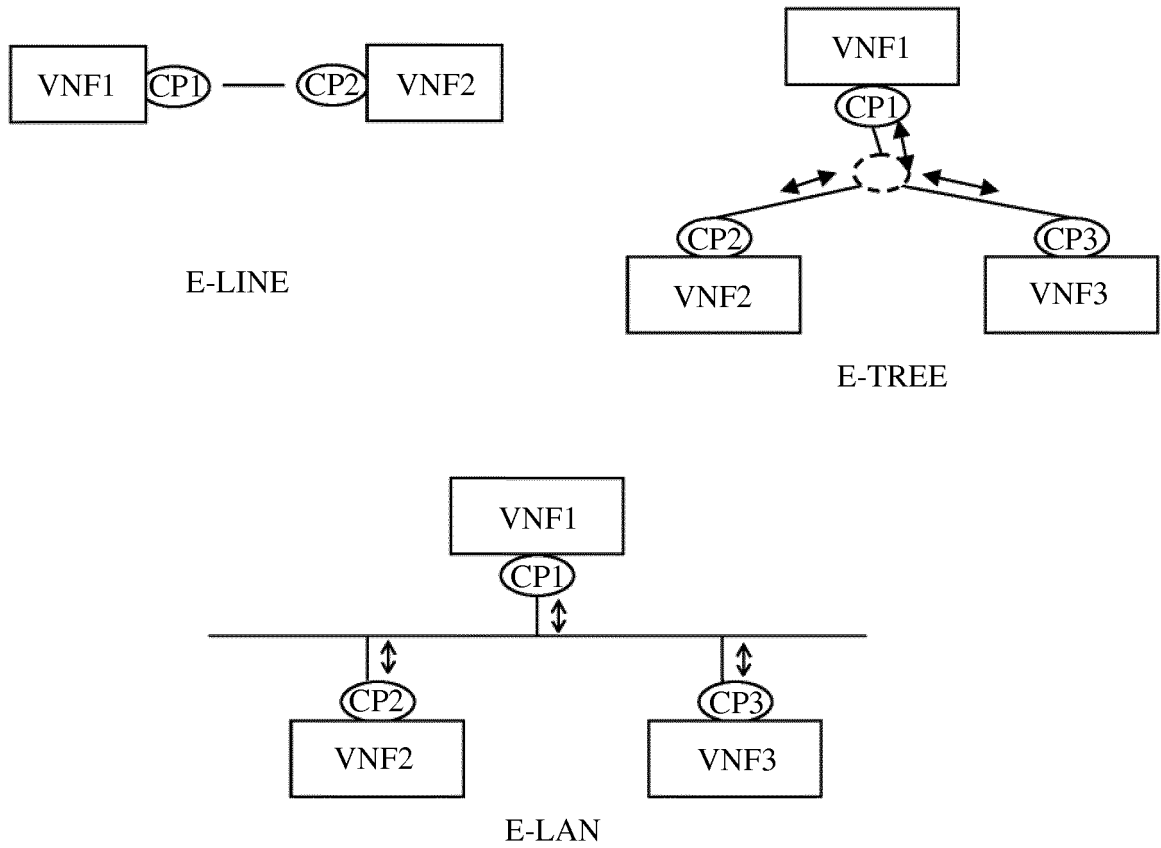 VNF1 CP1 CP2 VNF2
E-LINE
VNF1
CP1
CP2 CP3
VNF2 VNF3
E-TREE
VNF1
CP1
CP2 CP3
VNF2 VNF3
E-LAN